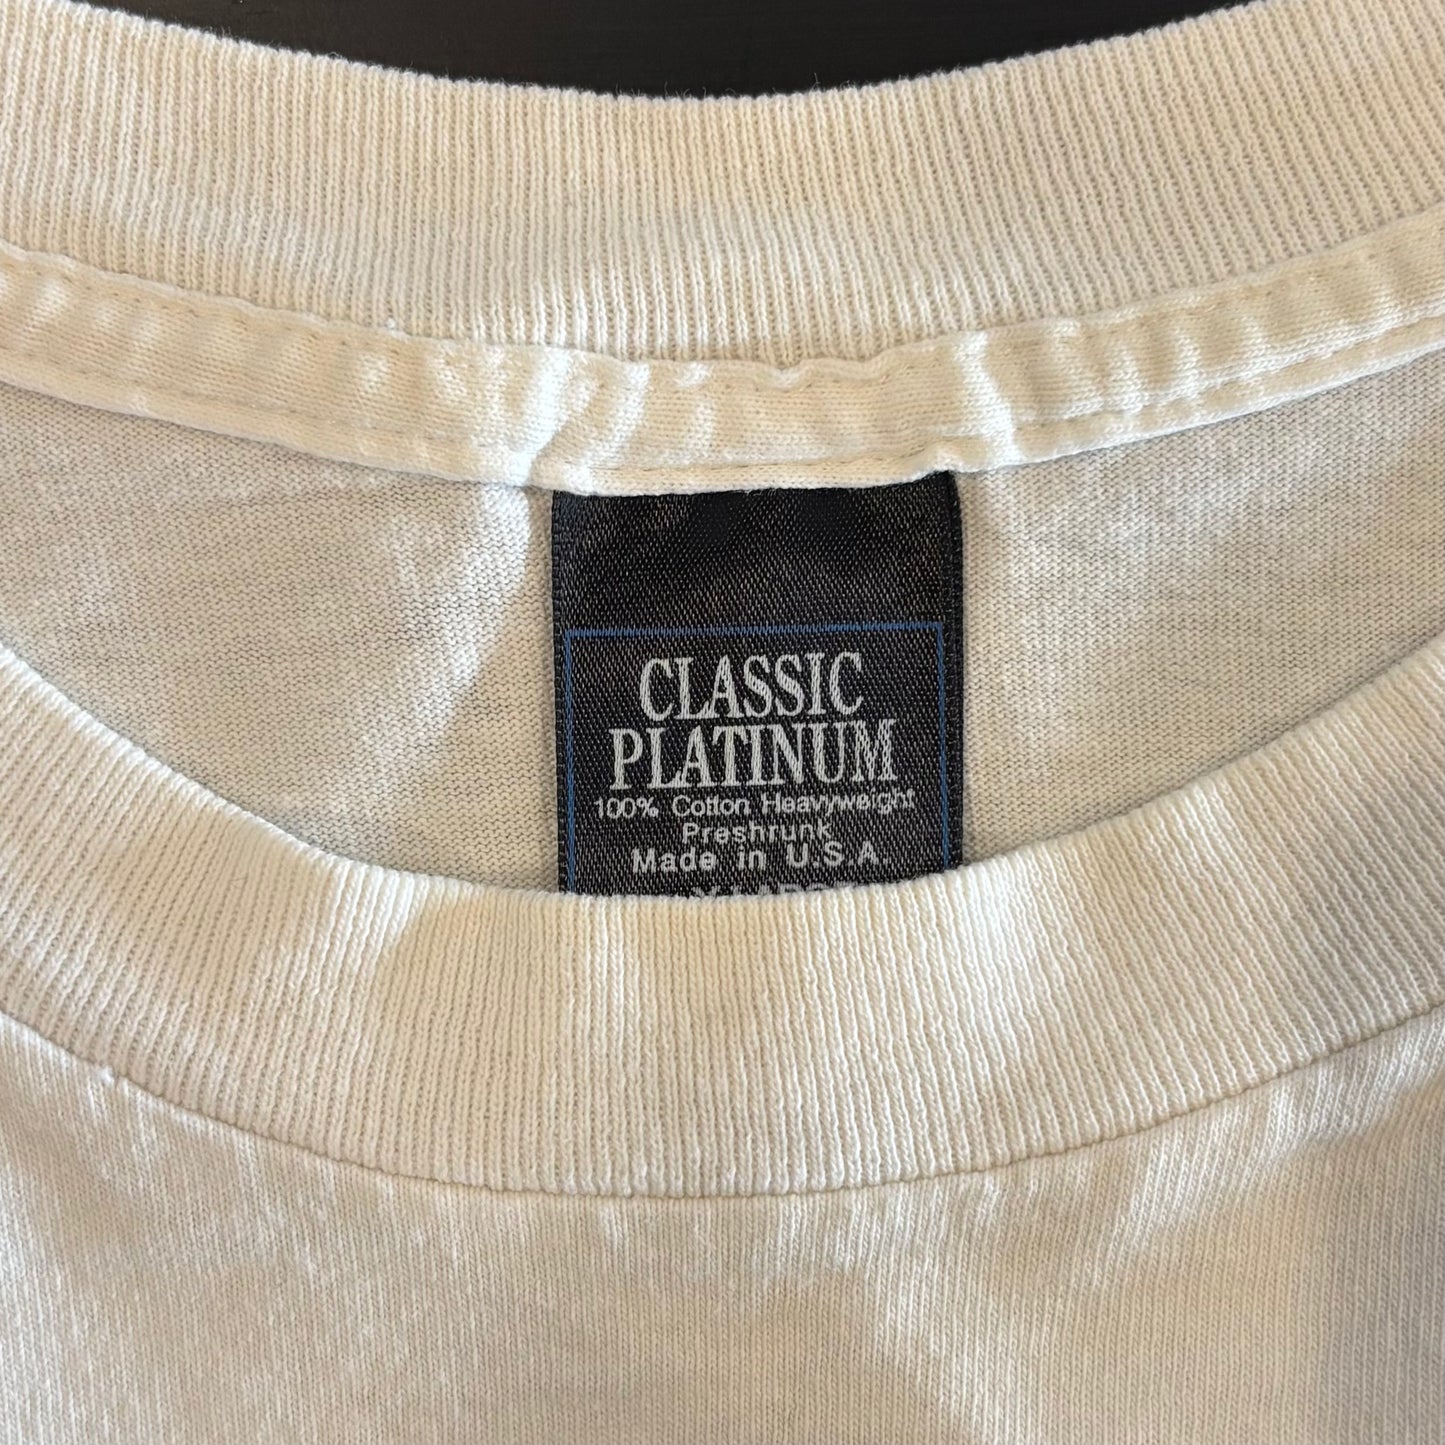 CLASSIC
PLATINUM
100% Cotton Heavyweight
Preshrunk
Made in U.S.A.